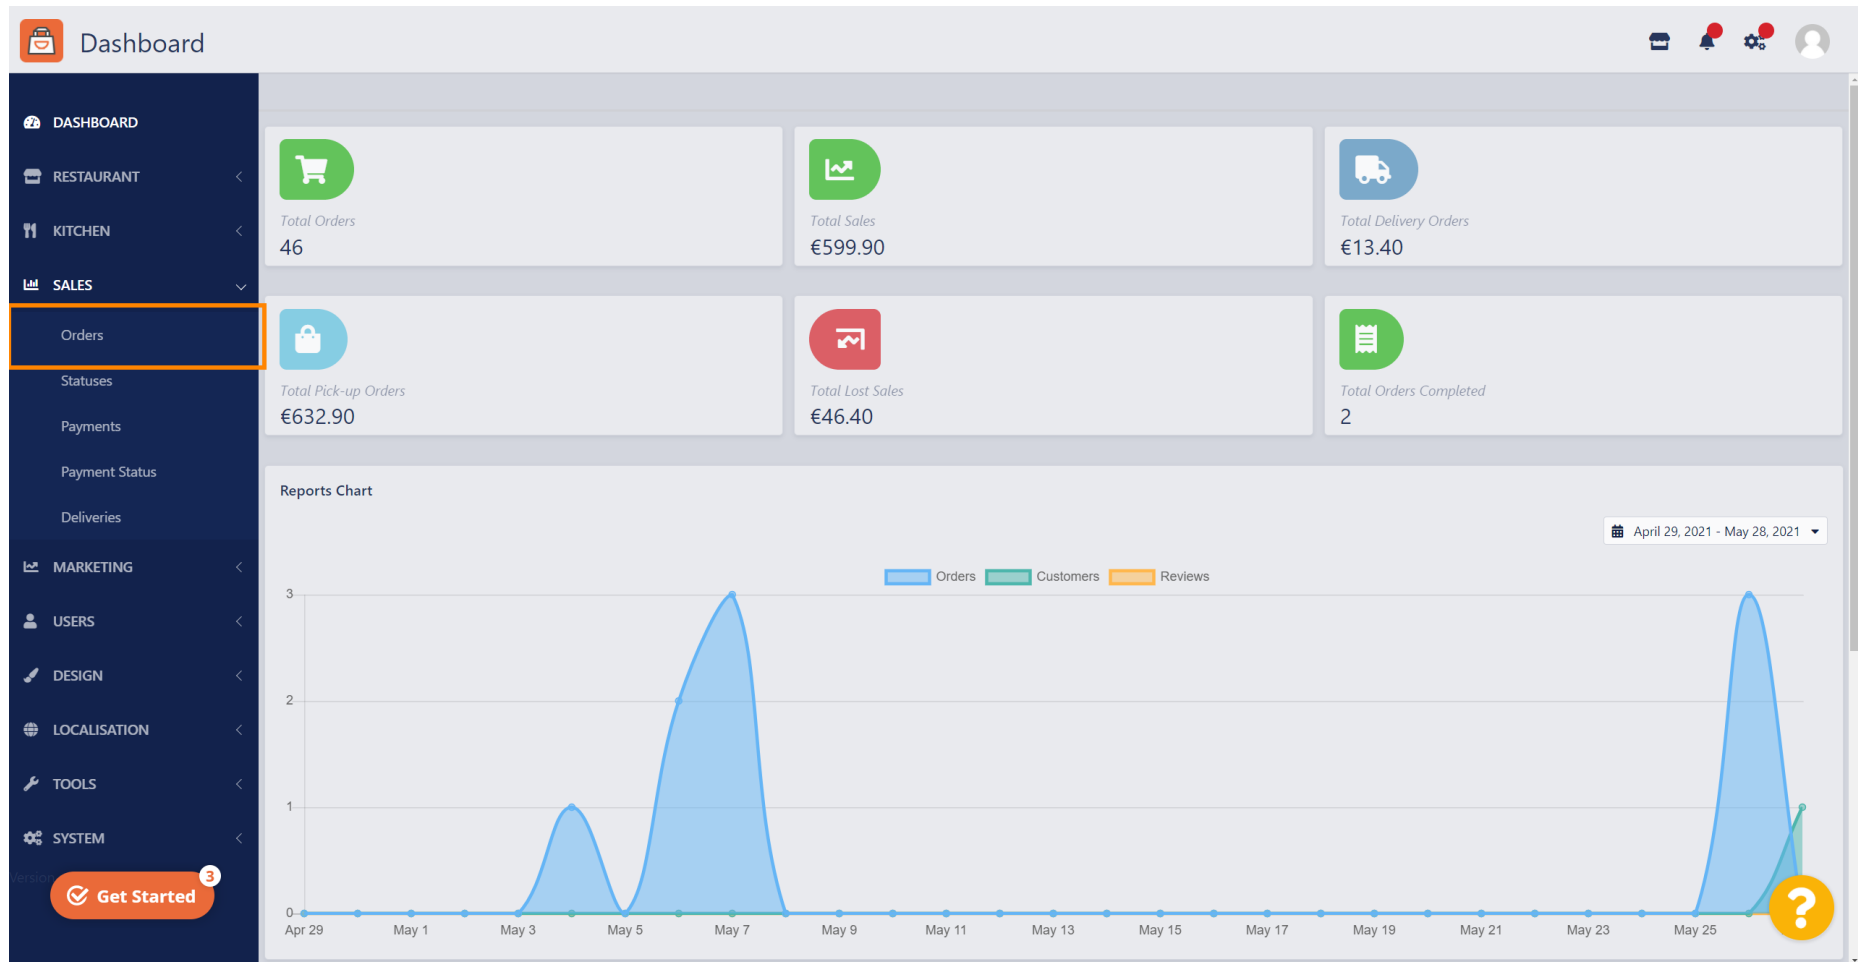 Dashboard
DASHBOARD
RESTAURANT
KITCHEN
SALES
Orders
Statuses
Payments
Payment Status
Deliveries
MARKETING
USERS
DESIGN
LOCALISATION
TOOLS
SYSTEM
Version
Get Started
3
Total Orders
46
Total Sales
€599.90
Total Delivery Orders
€13.40
Total Pick-up Orders
€632.90
Total Lost Sales
€46.40
Total Orders Completed
2
Reports Chart
April 29, 2021 - May 28, 2021
Orders Customers Reviews
3
2
1
0
Apr 29 May 1 May 3 May 5 May 7 May 9 May 11 May 13 May 15 May 17 May 19 May 21 May 23 May 25
?